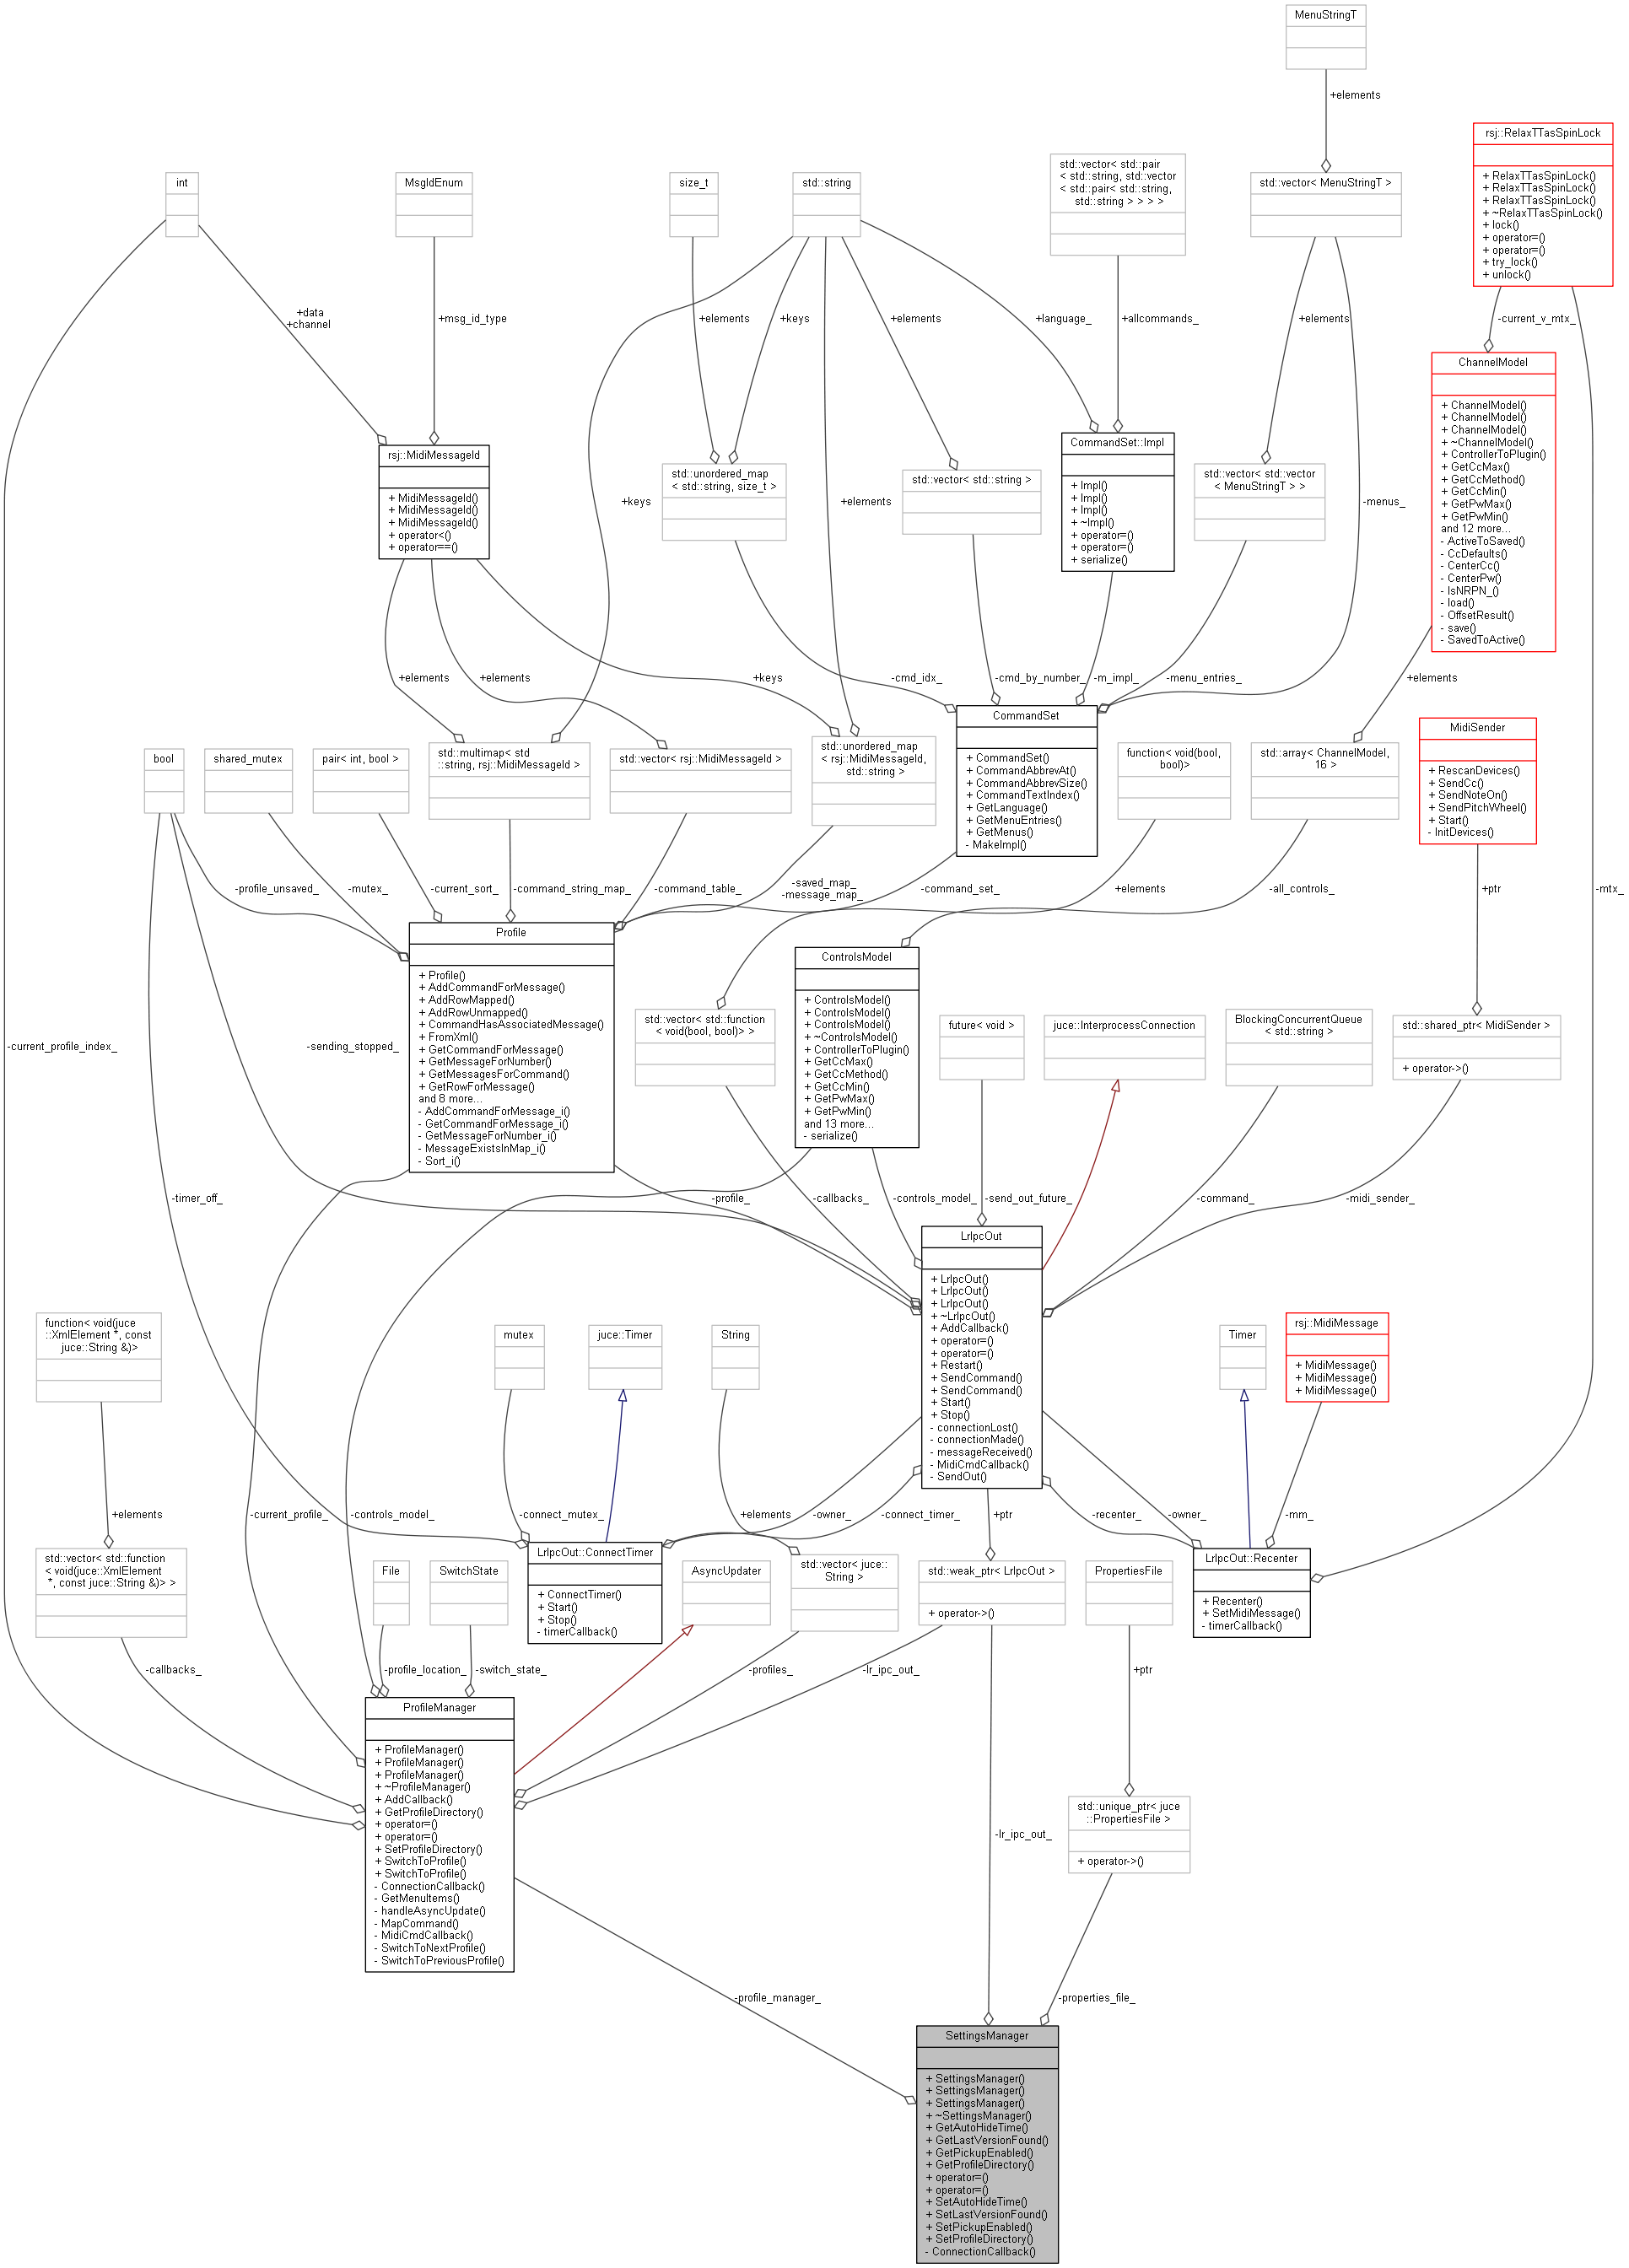 MenuStringT
+elements
rsj::RelaxTTasSpinLock
+ RelaxTTasSpinLock()
+ RelaxTTasSpinLock()
+ RelaxTTasSpinLock()
+ ~RelaxTTasSpinLock()
+ lock()
+ operator=()
+ operator=()
+ try_lock()
+ unlock()
int
MsgIdEnum
size_t
std::string
std::vector< std::pair
< std::string, std::vector
< std::pair< std::string,
std::string > > > >
std::vector< MenuStringT >
+data
+channel
+msg_id_type
+elements
+keys
+elements
+language_
+allcommands_
+elements
-current_v_mtx_
ChannelModel
+ ChannelModel()
+ ChannelModel()
+ ChannelModel()
+ ~ChannelModel()
+ ControllerToPlugin()
+ GetCcMax()
+ GetCcMethod()
+ GetCcMin()
+ GetPwMax()
+ GetPwMin()
and 12 more...
- ActiveToSaved()
- CcDefaults()
- CenterCc()
- CenterPw()
- IsNRPN_()
- load()
- OffsetResult()
- save()
- SavedToActive()
rsj::MidiMessageId
+ MidiMessageId()
+ MidiMessageId()
+ MidiMessageId()
+ operator<()
+ operator==()
+keys
std::unordered_map
< std::string, size_t >
+elements
std::vector< std::string >
CommandSet::Impl
+ Impl()
+ Impl()
+ Impl()
+ ~Impl()
+ operator=()
+ operator=()
+ serialize()
std::vector< std::vector
< MenuStringT > >
-menus_
+elements
+elements
+keys
-cmd_idx_
-cmd_by_number_
-m_impl_
-menu_entries_
+elements
bool
shared_mutex
pair< int, bool >
std::multimap< std
::string, rsj::MidiMessageId >
std::vector< rsj::MidiMessageId >
std::unordered_map
< rsj::MidiMessageId,
std::string >
CommandSet
+ CommandSet()
+ CommandAbbrevAt()
+ CommandAbbrevSize()
+ CommandTextIndex()
+ GetLanguage()
+ GetMenuEntries()
+ GetMenus()
- MakeImpl()
function< void(bool,
bool)>
std::array< ChannelModel,
16 >
MidiSender
+ RescanDevices()
+ SendCc()
+ SendNoteOn()
+ SendPitchWheel()
+ Start()
- InitDevices()
-profile_unsaved_
-mutex_
-current_sort_
-command_string_map_
-command_table_
-saved_map_
-message_map_
-command_set_
+elements
-all_controls_
+ptr
-mtx_
Profile
+ Profile()
+ AddCommandForMessage()
+ AddRowMapped()
+ AddRowUnmapped()
+ CommandHasAssociatedMessage()
+ FromXml()
+ GetCommandForMessage()
+ GetMessageForNumber()
+ GetMessagesForCommand()
+ GetRowForMessage()
and 8 more...
- AddCommandForMessage_i()
- GetCommandForMessage_i()
- GetMessageForNumber_i()
- MessageExistsInMap_i()
- Sort_i()
std::vector< std::function
< void(bool, bool)> >
ControlsModel
+ ControlsModel()
+ ControlsModel()
+ ControlsModel()
+ ~ControlsModel()
+ ControllerToPlugin()
+ GetCcMax()
+ GetCcMethod()
+ GetCcMin()
+ GetPwMax()
+ GetPwMin()
and 13 more...
- serialize()
future< void >
juce::InterprocessConnection
BlockingConcurrentQueue
< std::string >
std::shared_ptr< MidiSender >
+ operator->()
-current_profile_index_
-sending_stopped_
-timer_off_
-profile_
-callbacks_
-controls_model_
-send_out_future_
-command_
-midi_sender_
LrIpcOut
+ LrIpcOut()
+ LrIpcOut()
+ LrIpcOut()
+ ~LrIpcOut()
+ AddCallback()
+ operator=()
+ operator=()
+ Restart()
+ SendCommand()
+ SendCommand()
+ Start()
+ Stop()
- connectionLost()
- connectionMade()
- messageReceived()
- MidiCmdCallback()
- SendOut()
function< void(juce
::XmlElement *, const
juce::String &)>
mutex
juce::Timer
String
Timer
rsj::MidiMessage
+ MidiMessage()
+ MidiMessage()
+ MidiMessage()
+elements
-current_profile_
-controls_model_
-connect_mutex_
+elements
-owner_
-connect_timer_
+ptr
-recenter_
-owner_
-mm_
std::vector< std::function
< void(juce::XmlElement
*, const juce::String &)> >
File
SwitchState
LrIpcOut::ConnectTimer
+ ConnectTimer()
+ Start()
+ Stop()
- timerCallback()
AsyncUpdater
std::vector< juce::
String >
std::weak_ptr< LrIpcOut >
+ operator->()
PropertiesFile
LrIpcOut::Recenter
+ Recenter()
+ SetMidiMessage()
- timerCallback()
-callbacks_
-profile_location_
-switch_state_
-profiles_
-lr_ipc_out_
+ptr
ProfileManager
+ ProfileManager()
+ ProfileManager()
+ ProfileManager()
+ ~ProfileManager()
+ AddCallback()
+ GetProfileDirectory()
+ operator=()
+ operator=()
+ SetProfileDirectory()
+ SwitchToProfile()
+ SwitchToProfile()
- ConnectionCallback()
- GetMenuItems()
- handleAsyncUpdate()
- MapCommand()
- MidiCmdCallback()
- SwitchToNextProfile()
- SwitchToPreviousProfile()
std::unique_ptr< juce
::PropertiesFile >
+ operator->()
-lr_ipc_out_
-profile_manager_
-properties_file_
SettingsManager
+ SettingsManager()
+ SettingsManager()
+ SettingsManager()
+ ~SettingsManager()
+ GetAutoHideTime()
+ GetLastVersionFound()
+ GetPickupEnabled()
+ GetProfileDirectory()
+ operator=()
+ operator=()
+ SetAutoHideTime()
+ SetLastVersionFound()
+ SetPickupEnabled()
+ SetProfileDirectory()
- ConnectionCallback()